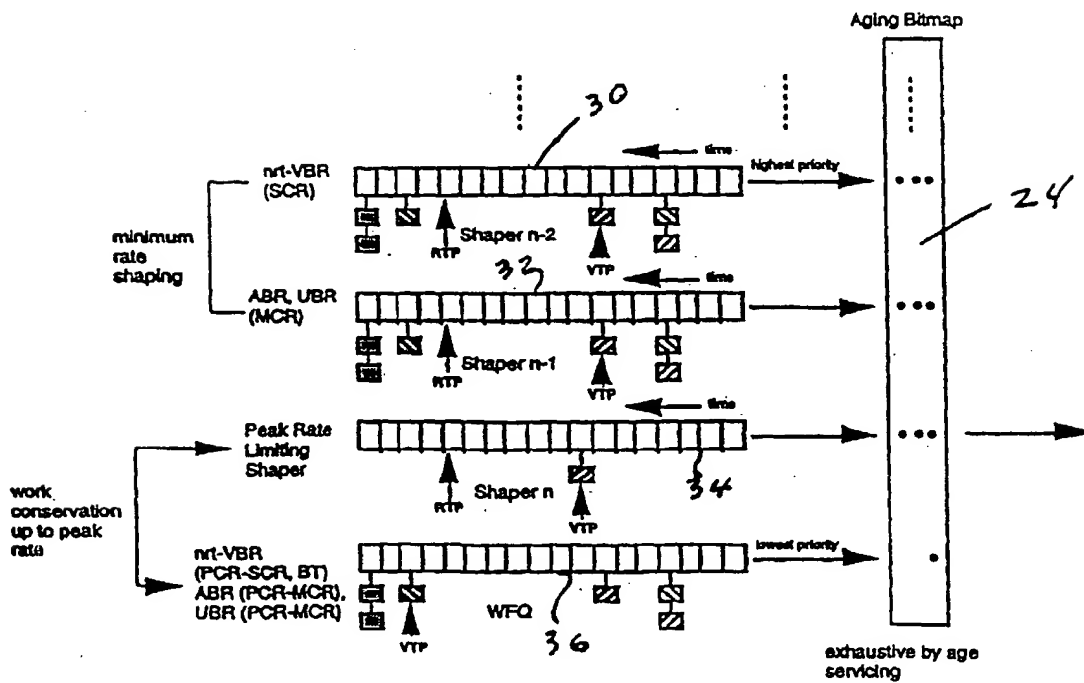 Aging Bitmap
30
time
nrt-VBR
(SCR)
highest priority
24
minimum
rate
shaping
RTP
Shaper n-2
VTP
32
time
ABR, UBR
(MCR)
RTP
Shaper n-1
VTP
time
Peak Rate
Limiting
Shaper
RTP
Shaper n
VTP
34
work
conservation
up to peak
rate
nrt-VBR
(PCR-SCR, BT)
ABR (PCR-MCR),
UBR (PCR-MCR)
lowest priority
VTP
WFQ
36
exhaustive by age
servicing